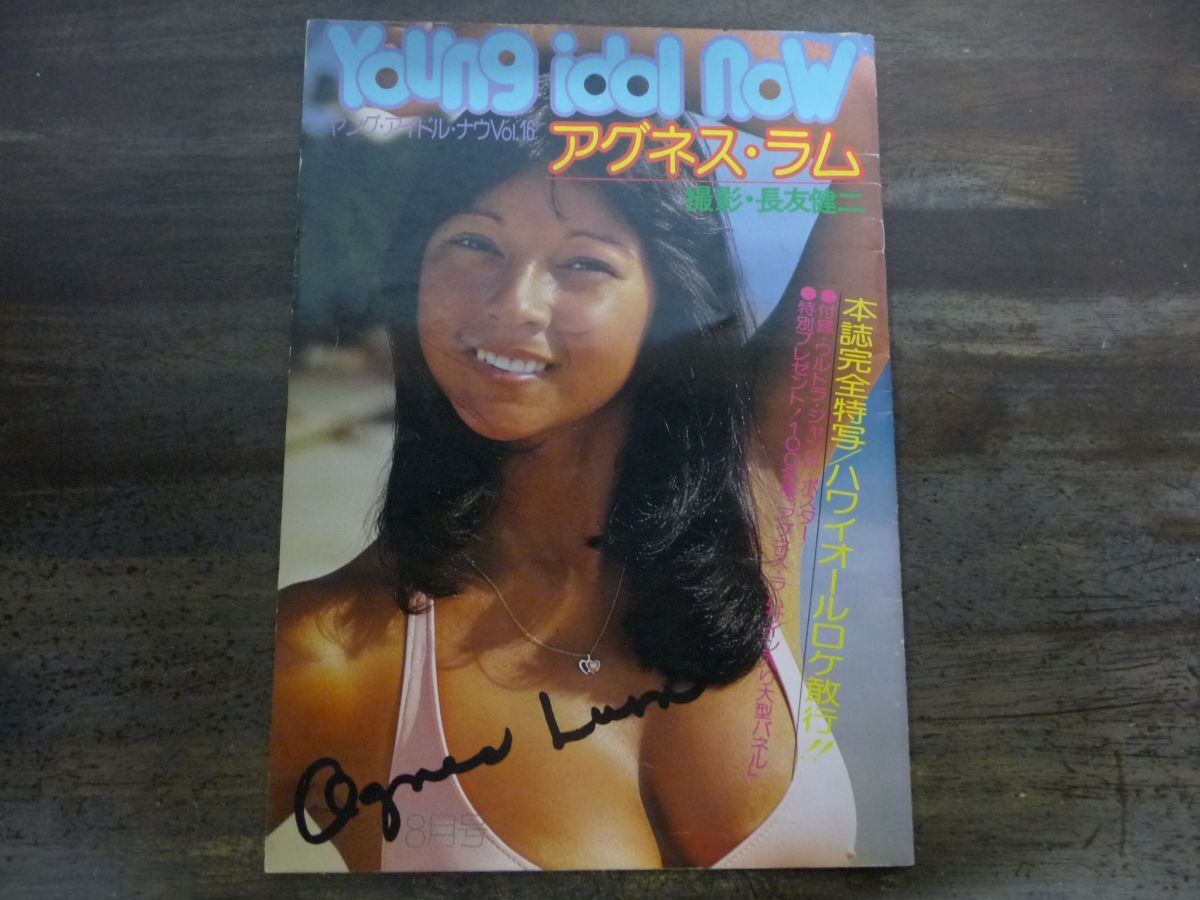 Young idol now
ヤング・アイドル・ナウVol.16
アグネス・ラム
撮影・長友健二
本誌完全特写/ハワイオールロケ敢行!!
●付録・ウルトラ・ジャンボ・ポスター
●特別プレゼント!100名様「アグネス・ラムサイン入り大型パネル」
Agnes Lum
8月号